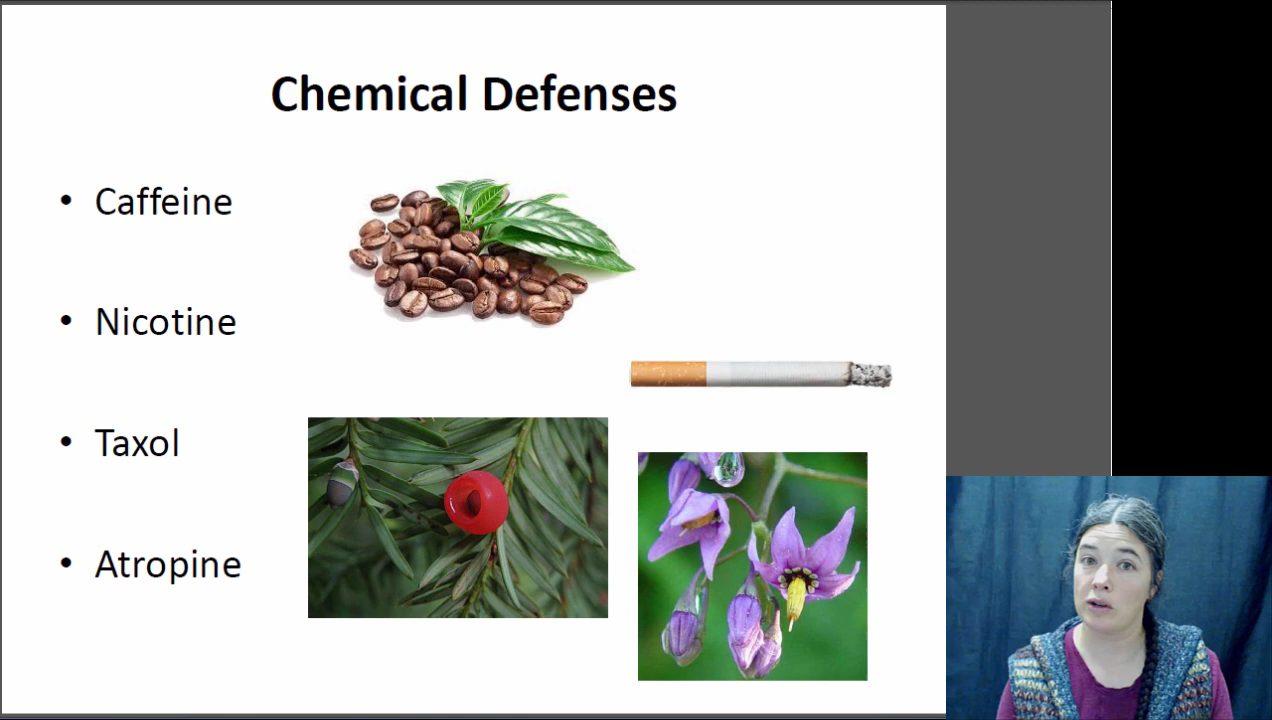 Chemical Defenses
• Caffeine
• Nicotine
• Taxol
• Atropine